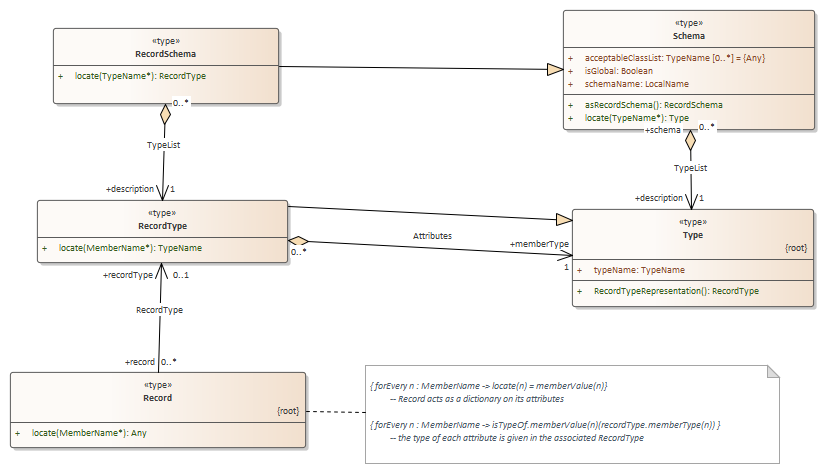 «type»
RecordSchema
+ locate(TypeName*): RecordType
«type»
Schema
+ acceptableClassList: TypeName [0..*] = {Any}
+ isGlobal: Boolean
+ schemaName: LocalName
+ asRecordSchema(): RecordSchema
+ locate(TypeName*): Type
0..*
TypeList
+description 1
+schema 0..*
TypeList
+description 1
«type»
RecordType
+ locate(MemberName*): TypeName
0..*
Attributes
+memberType
1
«type»
Type
{root}
+ typeName: TypeName
+ RecordTypeRepresentation(): RecordType
+recordType 0..1
RecordType
+record 0..*
«type»
Record
{root}
+ locate(MemberName*): Any
{ forEvery n : MemberName -> locate(n) = memberValue(n)}
-- Record acts as a dictionary on its attributes
{ forEvery n : MemberName -> isTypeOf.memberValue(n)(recordType.memberType(n)) }
-- the type of each attribute is given in the associated RecordType